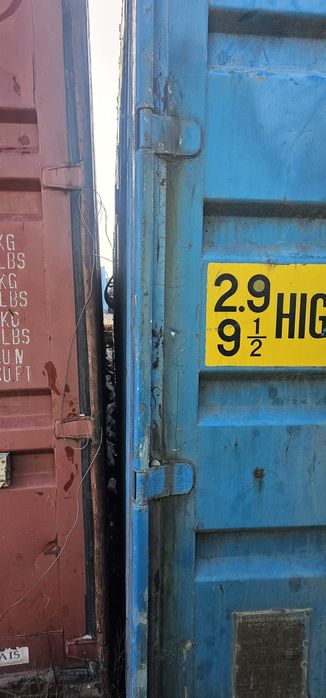 KG
LBS
KG
LBS
KG
LBS
CU M
CU FT
2.9
9 1/2 HIG